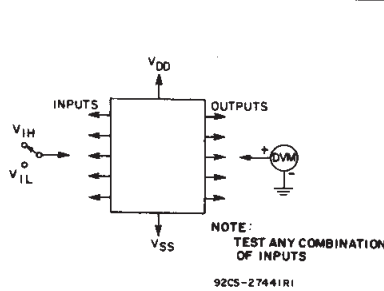 VDD
INPUTS
OUTPUTS
VIH
VIL
+
DVM
-
VSS
NOTE:
TEST ANY COMBINATION
OF INPUTS
92CS-27441RI